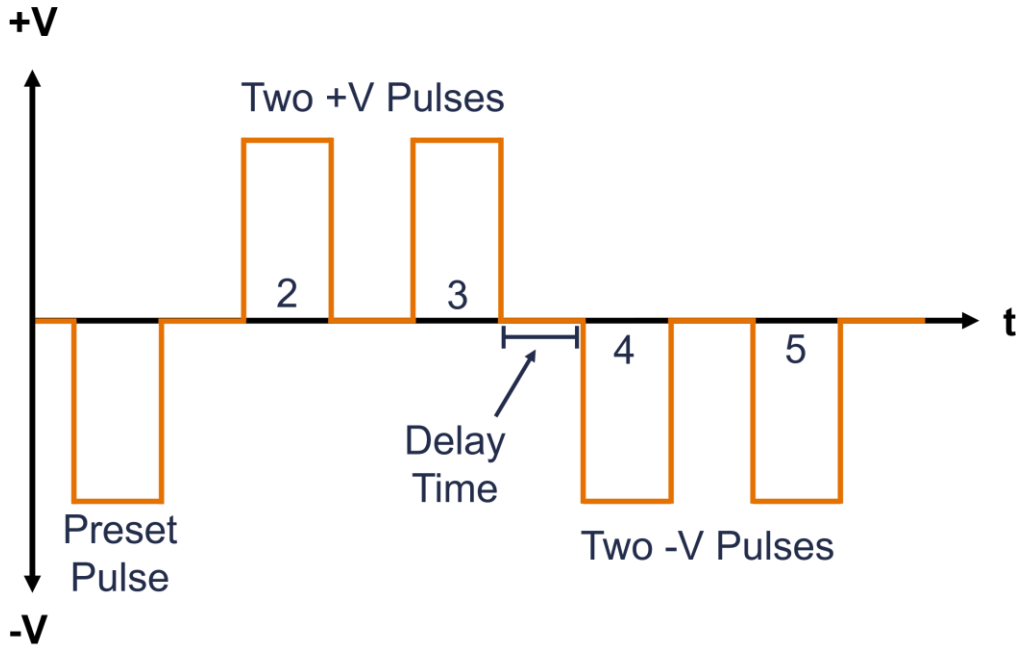 +V
Two +V Pulses
2
3
t
4
5
Delay
Time
Preset
Pulse
Two -V Pulses
-V